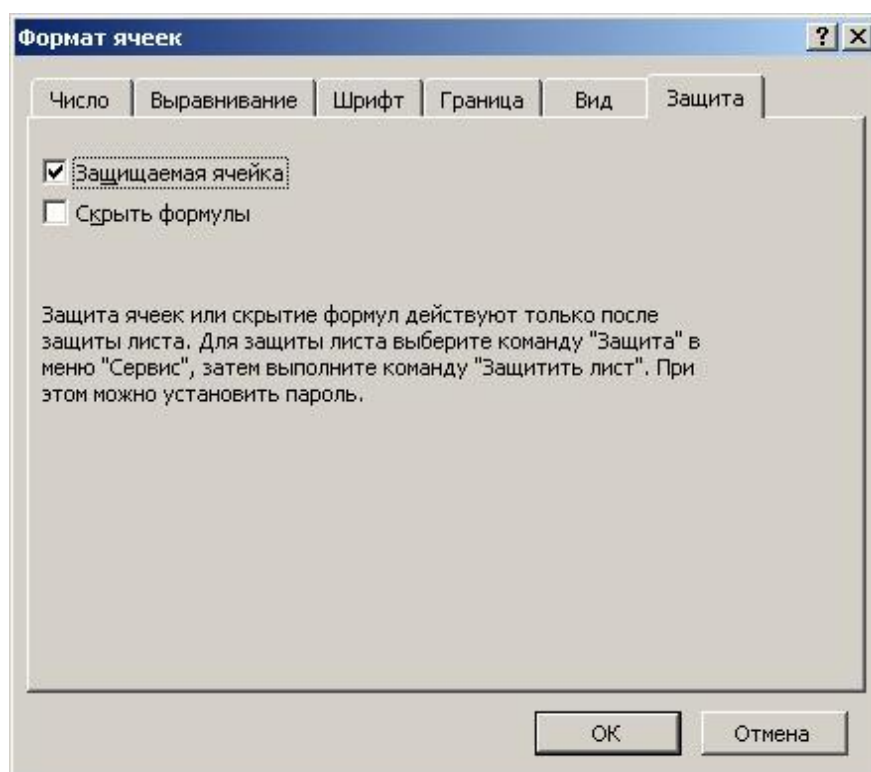 Формат ячеек
Число Выравнивание Шрифт Граница Вид Защита
Защищаемая ячейка
Скрыть формулы
Защита ячеек или скрытие формул действуют только после
защиты листа. Для защиты листа выберите команду "Защита" в
меню "Сервис", затем выполните команду "Защитить лист". При
этом можно установить пароль.
ОК Отмена